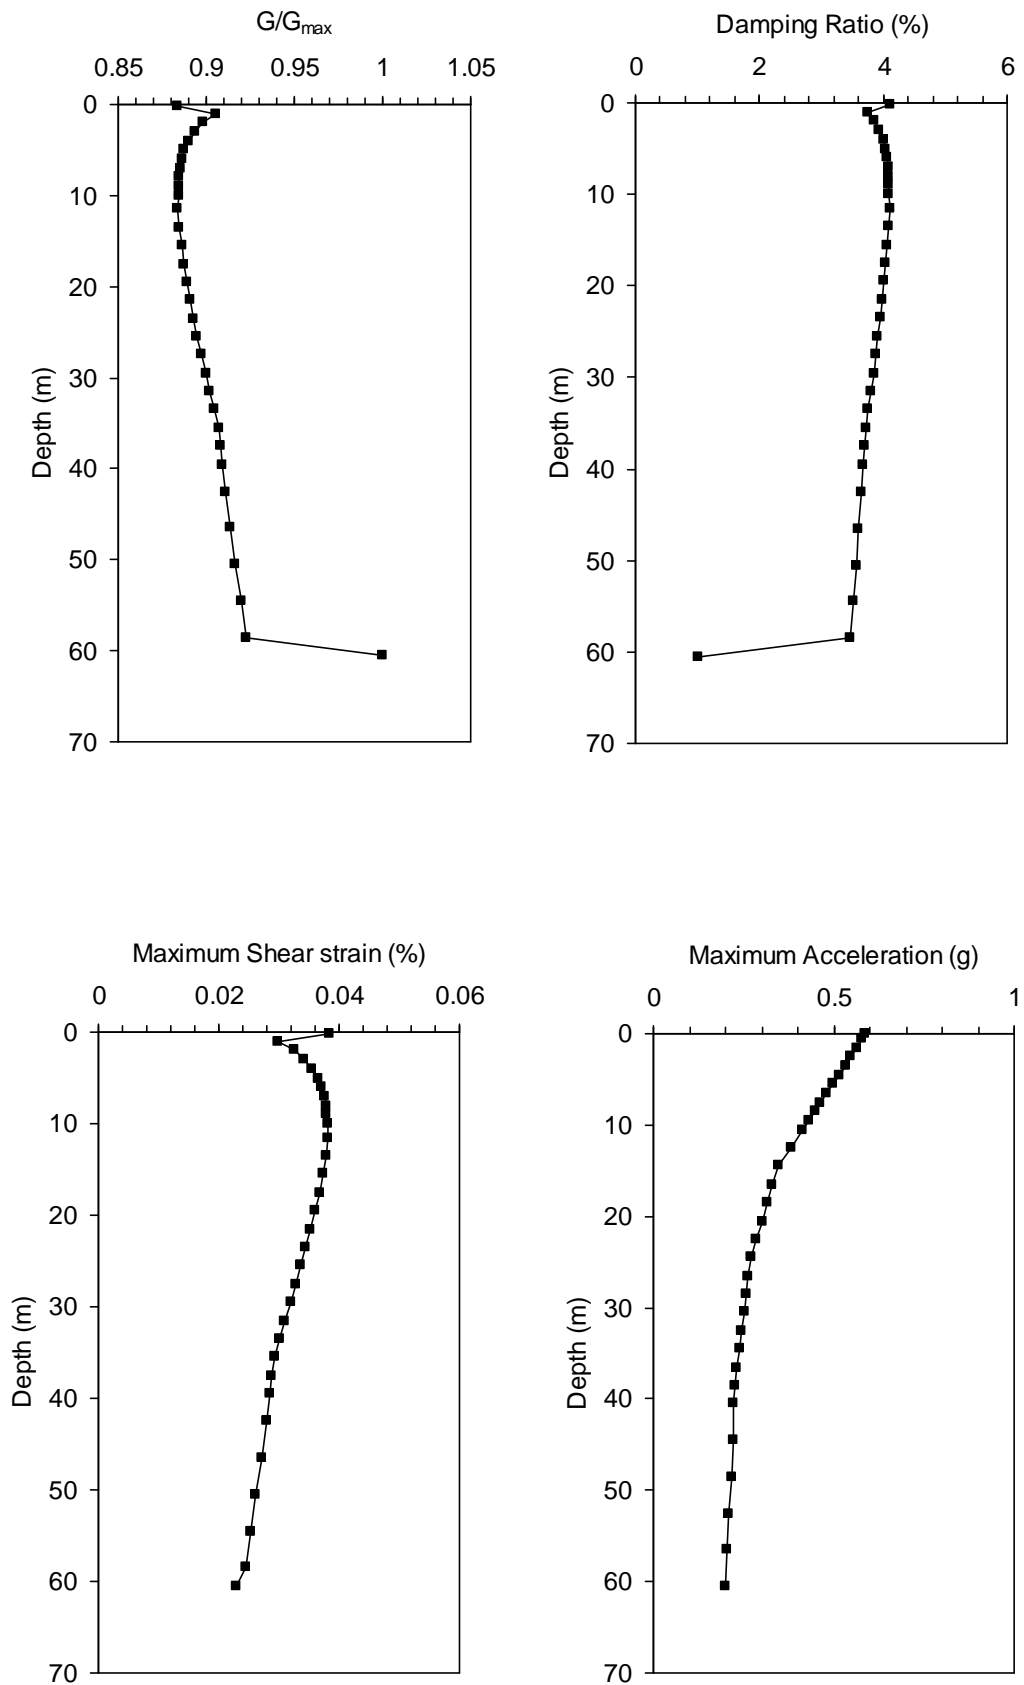 G/Gmax
0.85 0.9 0.95 1 1.05
0
10
20
30
40
50
60
70
Depth (m)
Damping Ratio (%)
0 2 4 6
0
10
20
30
40
50
60
70
Depth (m)
Maximum Shear strain (%)
0 0.02 0.04 0.06
0
10
20
30
40
50
60
70
Depth (m)
Maximum Acceleration (g)
0 0.5 1
0
10
20
30
40
50
60
70
Depth (m)